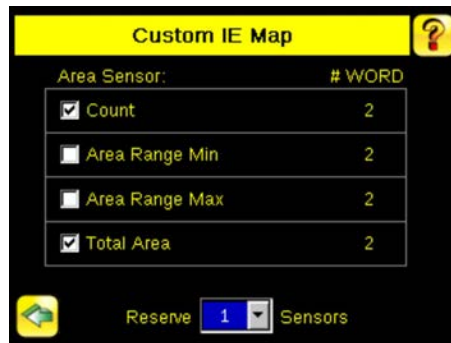 Custom IE Map ?
Area Sensor: # WORD
Count 2
Area Range Min 2
Area Range Max 2
Total Area 2
Reserve 1 Sensors